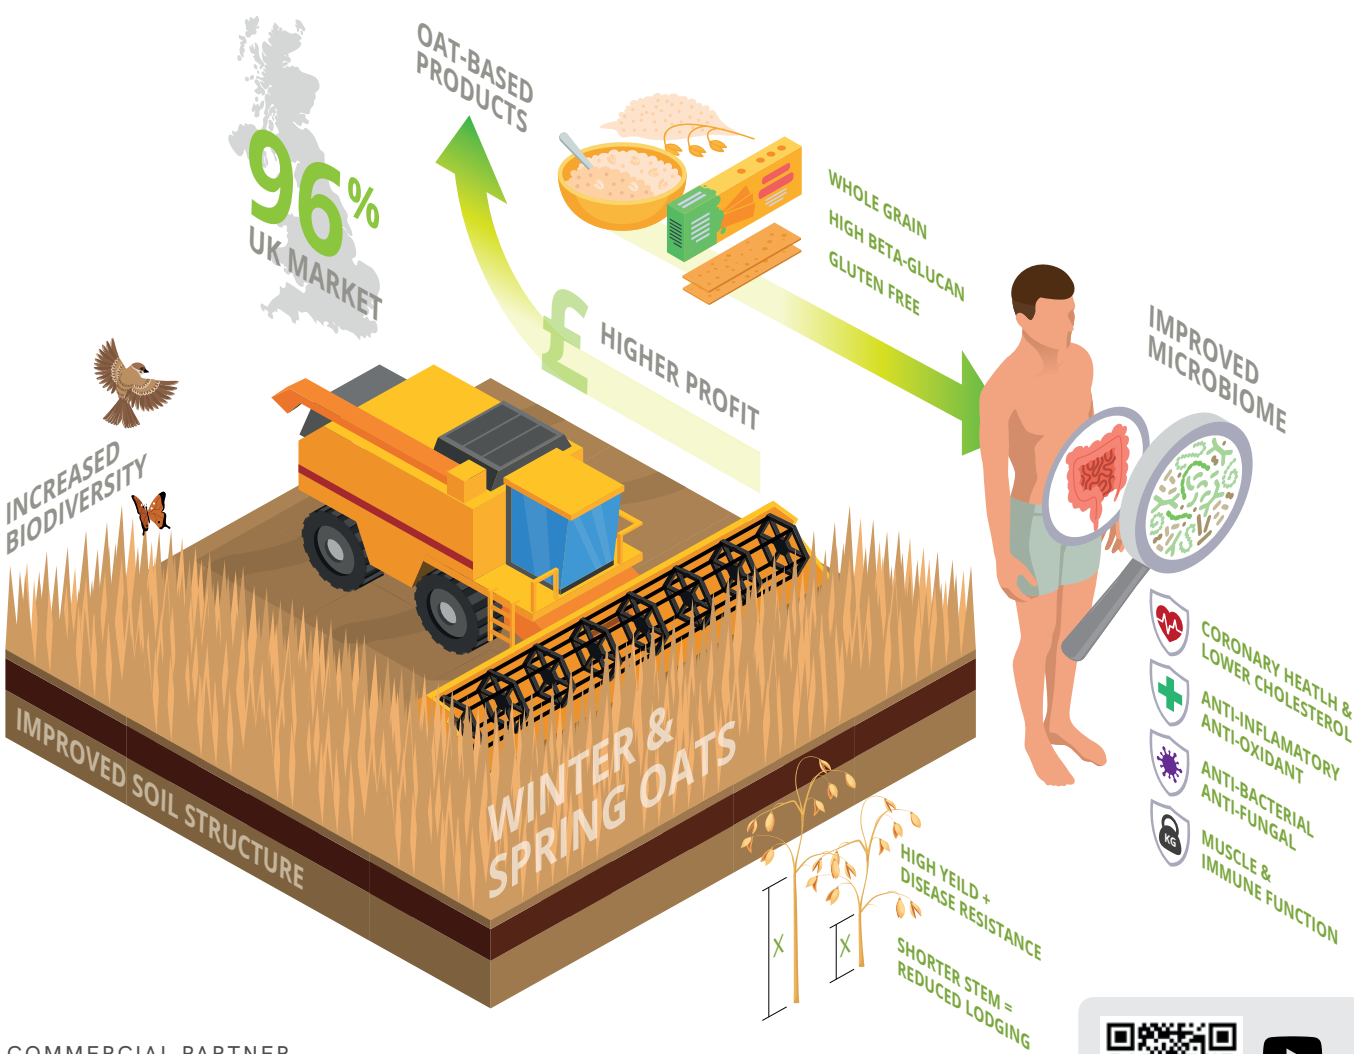 OAT-BASED
PRODUCTS
96%
UK MARKET
WHOLE GRAIN
HIGH BETA-GLUCAN
GLUTEN FREE
£
HIGHER PROFIT
IMPROVED
MICROBIOME
INCREASED
BIODIVERSITY
CORONARY HEATLH &
LOWER CHOLESTEROL
ANTI-INFLAMATORY
ANTI-OXIDANT
ANTI-BACTERIAL
ANTI-FUNGAL
KG
MUSCLE &
IMMUNE FUNCTION
IMPROVED SOIL STRUCTURE
WINTER &
SPRING OATS
HIGH YEILD +
DISEASE RESISTANCE
X
X
SHORTER STEM =
REDUCED LODGING
COMMERCIAL PARTNER